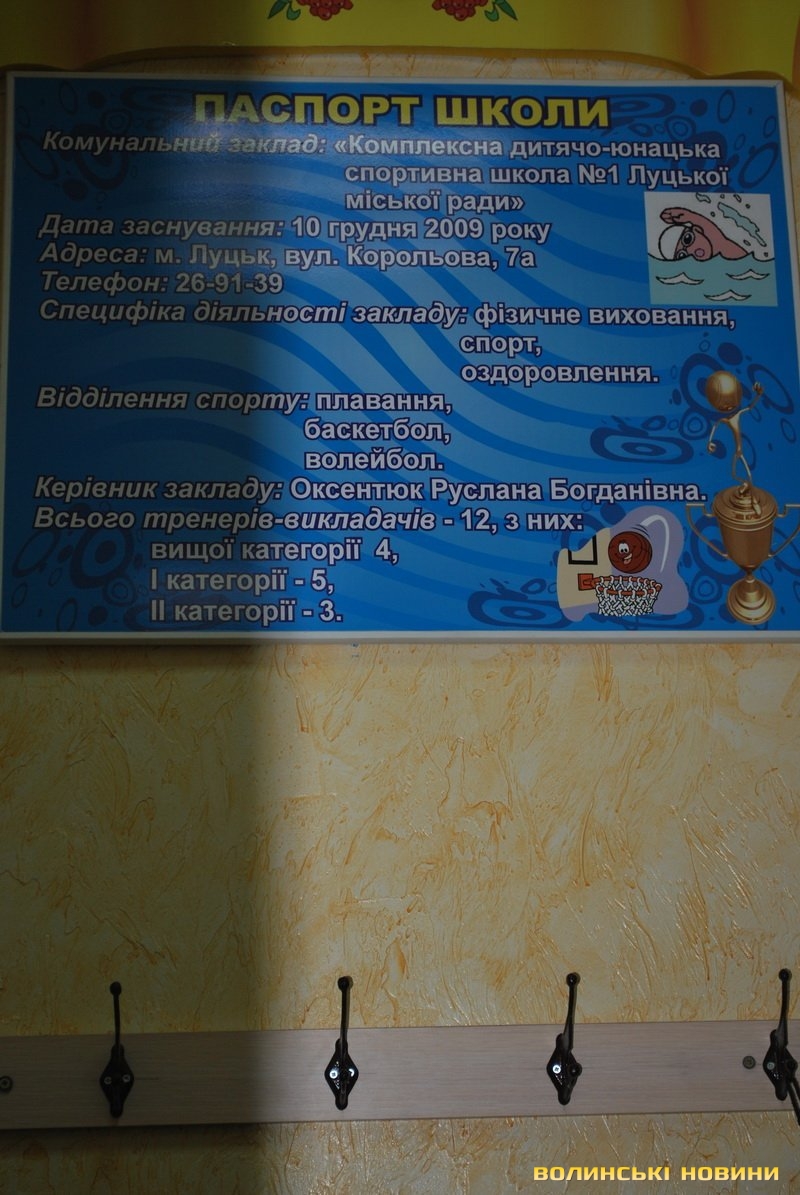 ПАСПОРТ ШКОЛИ
Комунальний заклад: «Комплексна дитячо-юнацька
спортивна школа №1 Луцької
міської ради»
Дата заснування: 10 грудня 2009 року
Адреса: м. Луцьк, вул. Корольова, 7а
Телефон: 26-91-39
Специфіка діяльності закладу: фізичне виховання,
спорт,
оздоровлення.
Відділення спорту: плавання,
баскетбол,
волейбол.
Керівник закладу: Оксентюк Руслана Богданівна.
Всього тренерів-викладачів - 12, з них:
вищої категорії 4,
І категорії - 5,
ІІ категорії - 3.
ВОЛИНСЬКІ НОВИНИ